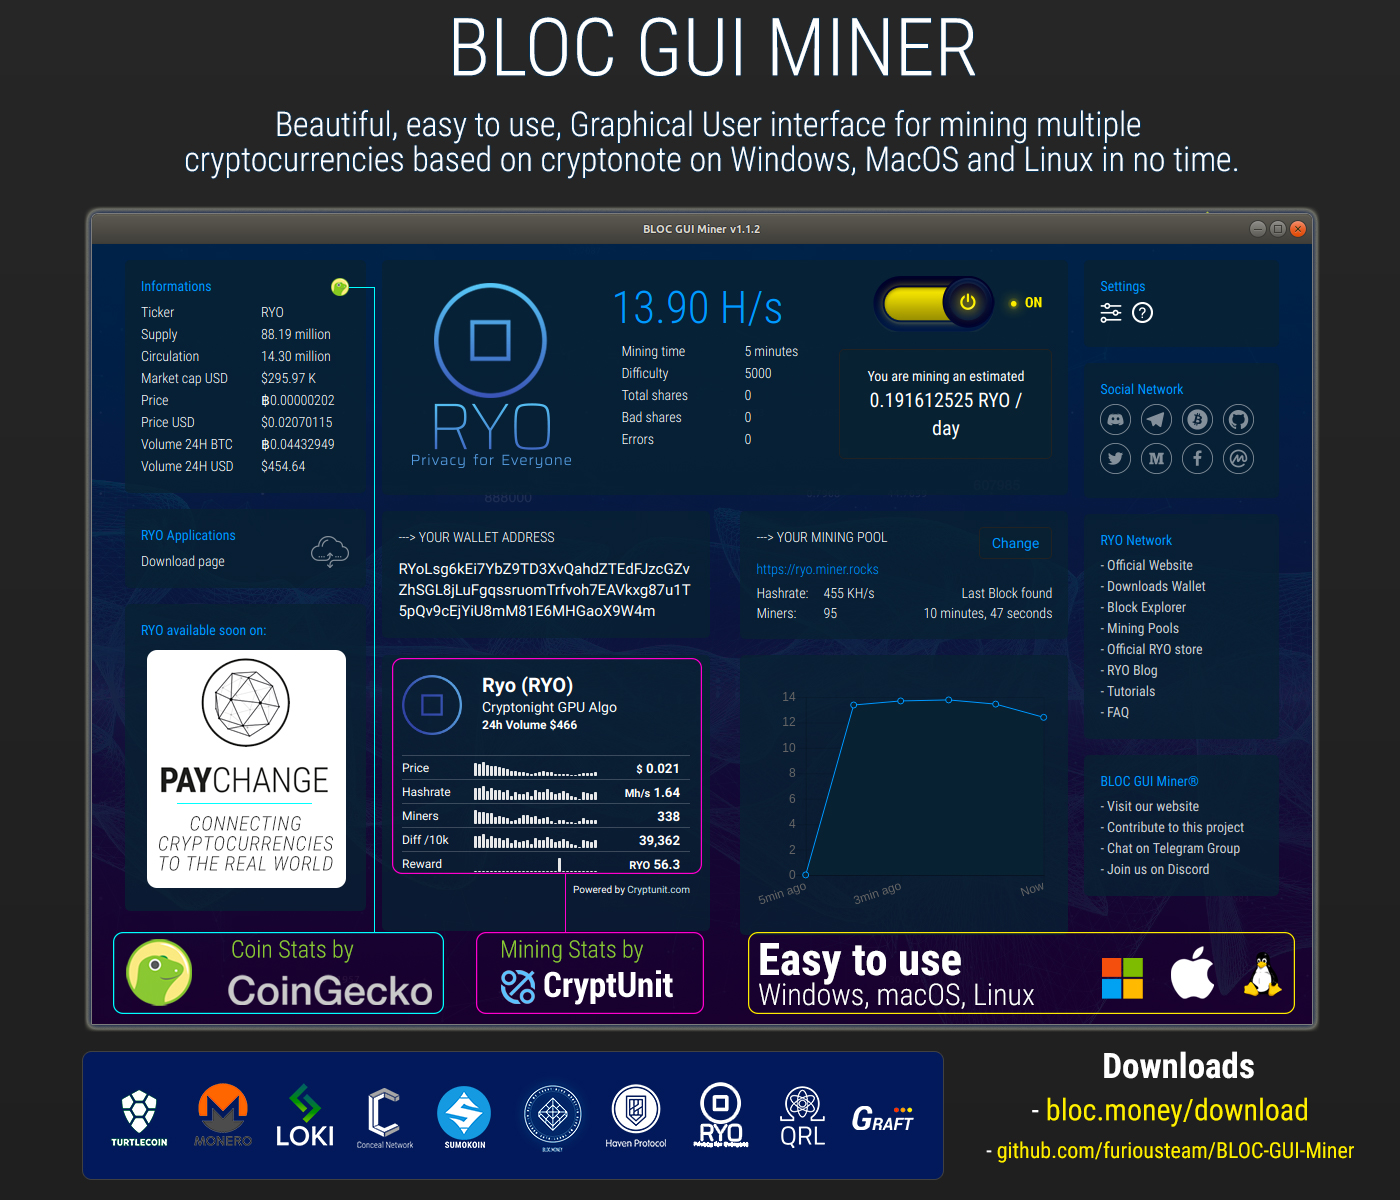 BLOC GUI MINER
Beautiful, easy to use, Graphical User interface for mining multiple
cryptocurrencies based on cryptonote on Windows, MacOS and Linux in no time.
BLOC GUI Miner v1.1.2
Informations
Ticker RYO
Supply 88.19 million
Circulation 14.30 million
Market cap USD $295.97 K
Price ฿0.00000202
Price USD $0.02070115
Volume 24H BTC ฿0.04432949
Volume 24H USD $454.64
RYO
Privacy for Everyone
13.90 H/s
Mining time 5 minutes
Difficulty 5000
Total shares 0
Bad shares 0
Errors 0
ON
You are mining an estimated
0.191612525 RYO /
day
Settings
Social Network
888000
RYO Applications
Download page
---> YOUR WALLET ADDRESS
RYoLsg6kEi7YbZ9TD3XvQahdZTEdFJzcGZv
ZhSGL8jLuFgqssruomTrfvoh7EAVkxg87u1T
5pQv9cEjYiU8mM81E6MHGaoX9W4m
---> YOUR MINING POOL
Change
https://ryo.miner.rocks
Hashrate: 455 KH/s Last Block found
Miners: 95 10 minutes, 47 seconds
RYO Network
- Official Website
- Downloads Wallet
- Block Explorer
- Mining Pools
- Official RYO store
- RYO Blog
- Tutorials
- FAQ
RYO available soon on:
PAYCHANGE
CONNECTING
CRYPTOCURRENCIES
TO THE REAL WORLD
Ryo (RYO)
Cryptonight GPU Algo
24h Volume $466
Price $ 0.021
Hashrate Mh/s 1.64
Miners 338
Diff /10k 39,362
Reward RYO 56.3
Powered by Cryptunit.com
14
12
10
8
6
4
2
0
5min ago 3min ago Now
BLOC GUI Miner®
- Visit our website
- Contribute to this project
- Chat on Telegram Group
- Join us on Discord
Coin Stats by
CoinGecko
Mining Stats by
CryptUnit
Easy to use
Windows, macOS, Linux
TURTLECOIN
MONERO
LOKI
Conceal Network
SUMOKOIN
BLOC.MONEY
Haven Protocol
RYO
Privacy for Everyone
QRL
GRAFT
Downloads
- bloc.money/download
- github.com/furiousteam/BLOC-GUI-Miner